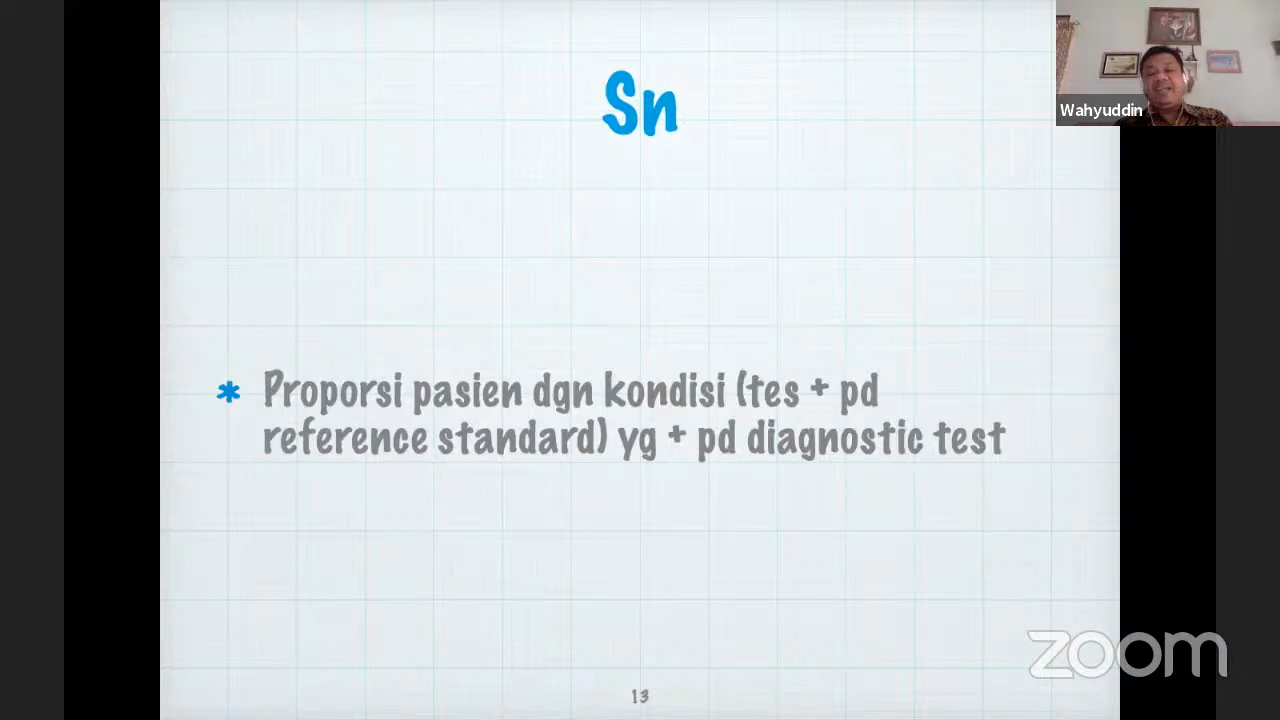 Sn
Wahyuddin
* Proporsi pasien dgn kondisi (tes + pd
reference standard) yg + pd diagnostic test
zoom
13